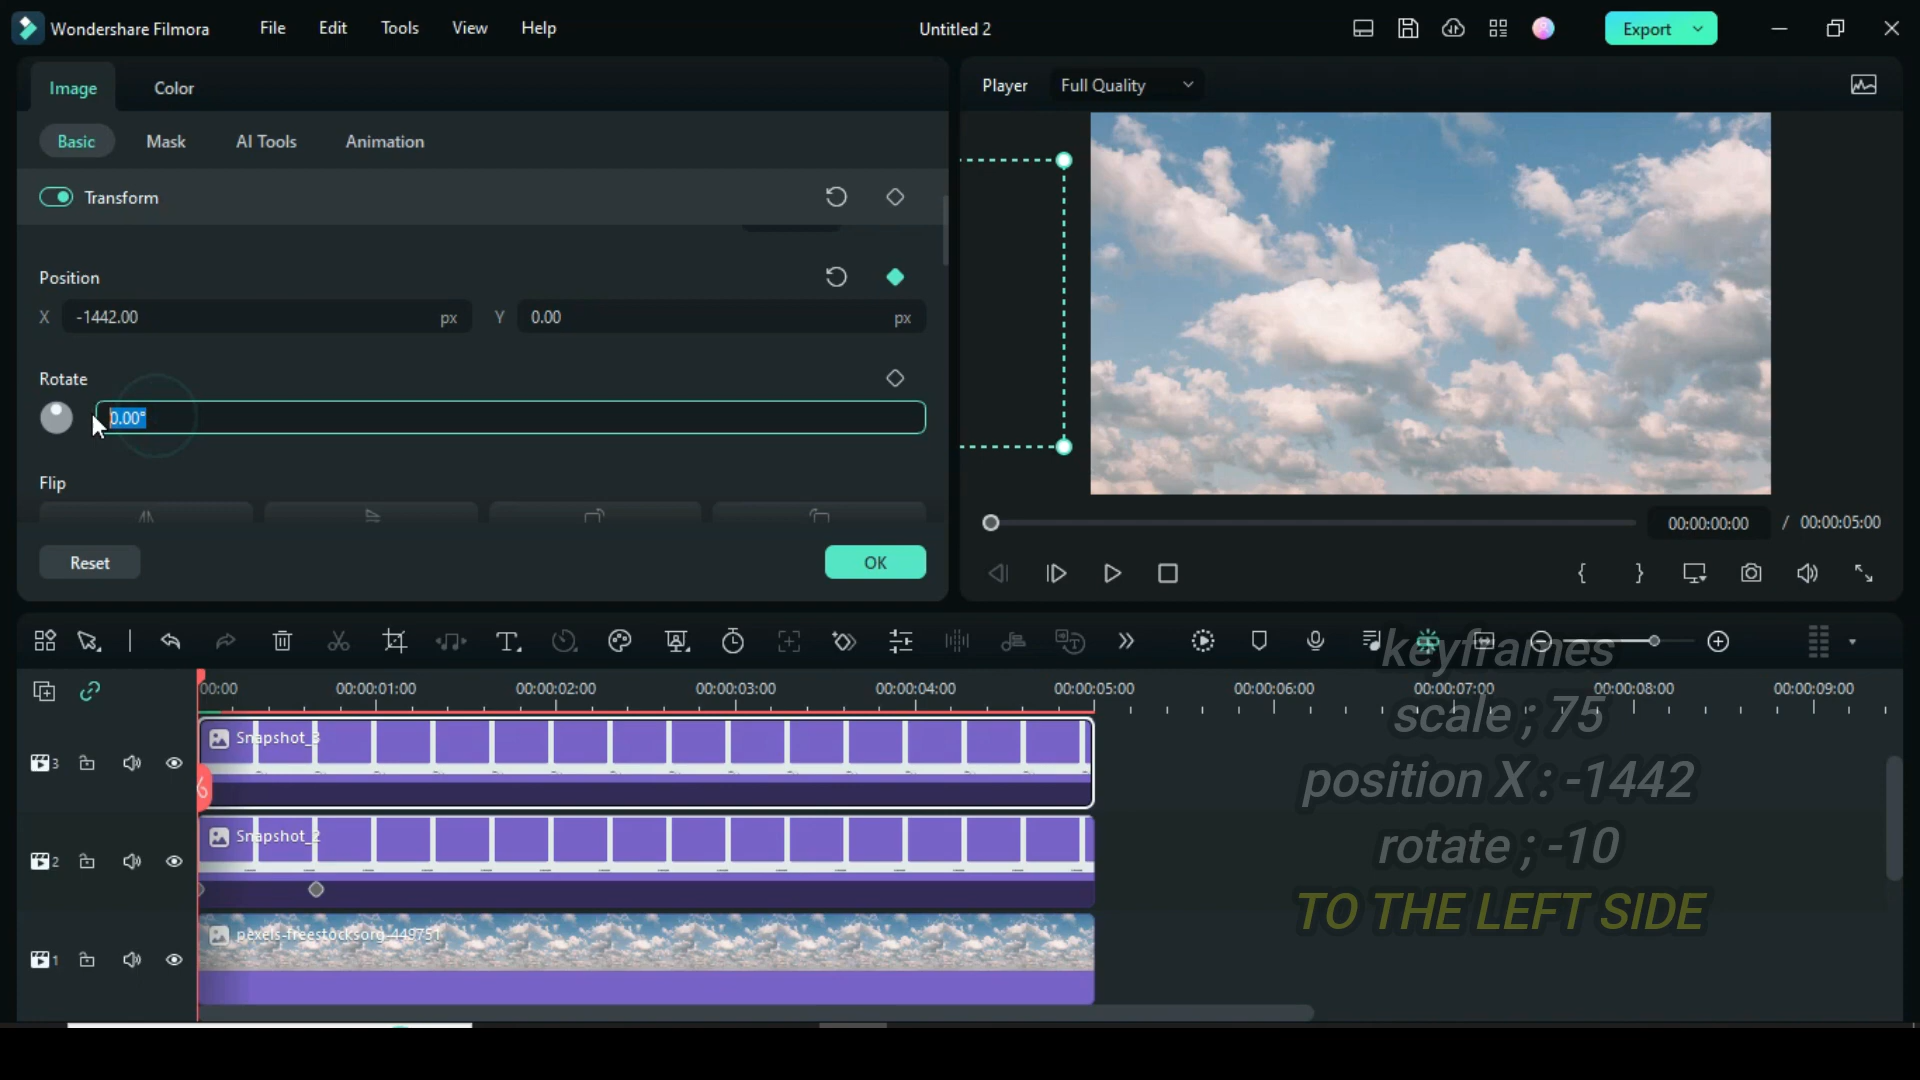 Wondershare Filmora
File
Edit
Tools
View
Help
Untitled 2
Export
Image
Color
Player
Full Quality
Basic
Mask
AI Tools
Animation
Transform
Position
X
-1442.00
px
Y
0.00
px
Rotate
0.00°
Flip
Reset
OK
00:00:00:00
/
00:00:05:00
00:00
00:00:01:00
00:00:02:00
00:00:03:00
00:00:04:00
00:00:05:00
00:00:06:00
00:00:07:00
00:00:08:00
00:00:09:00
keyframes
scale ; 75
position X : -1442
rotate ; -10
TO THE LEFT SIDE
3
Snapshot_3
2
Snapshot_2
1
pexels-freestocksorg-449751